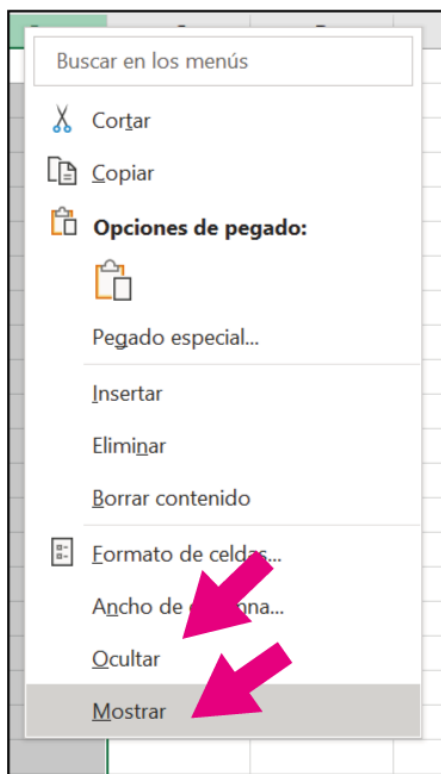 Buscar en los menús
Cortar
Copiar
Opciones de pegado:
Pegado especial...
Insertar
Eliminar
Borrar contenido
Formato de celdas...
Ancho de
Ocultar
Mostrar